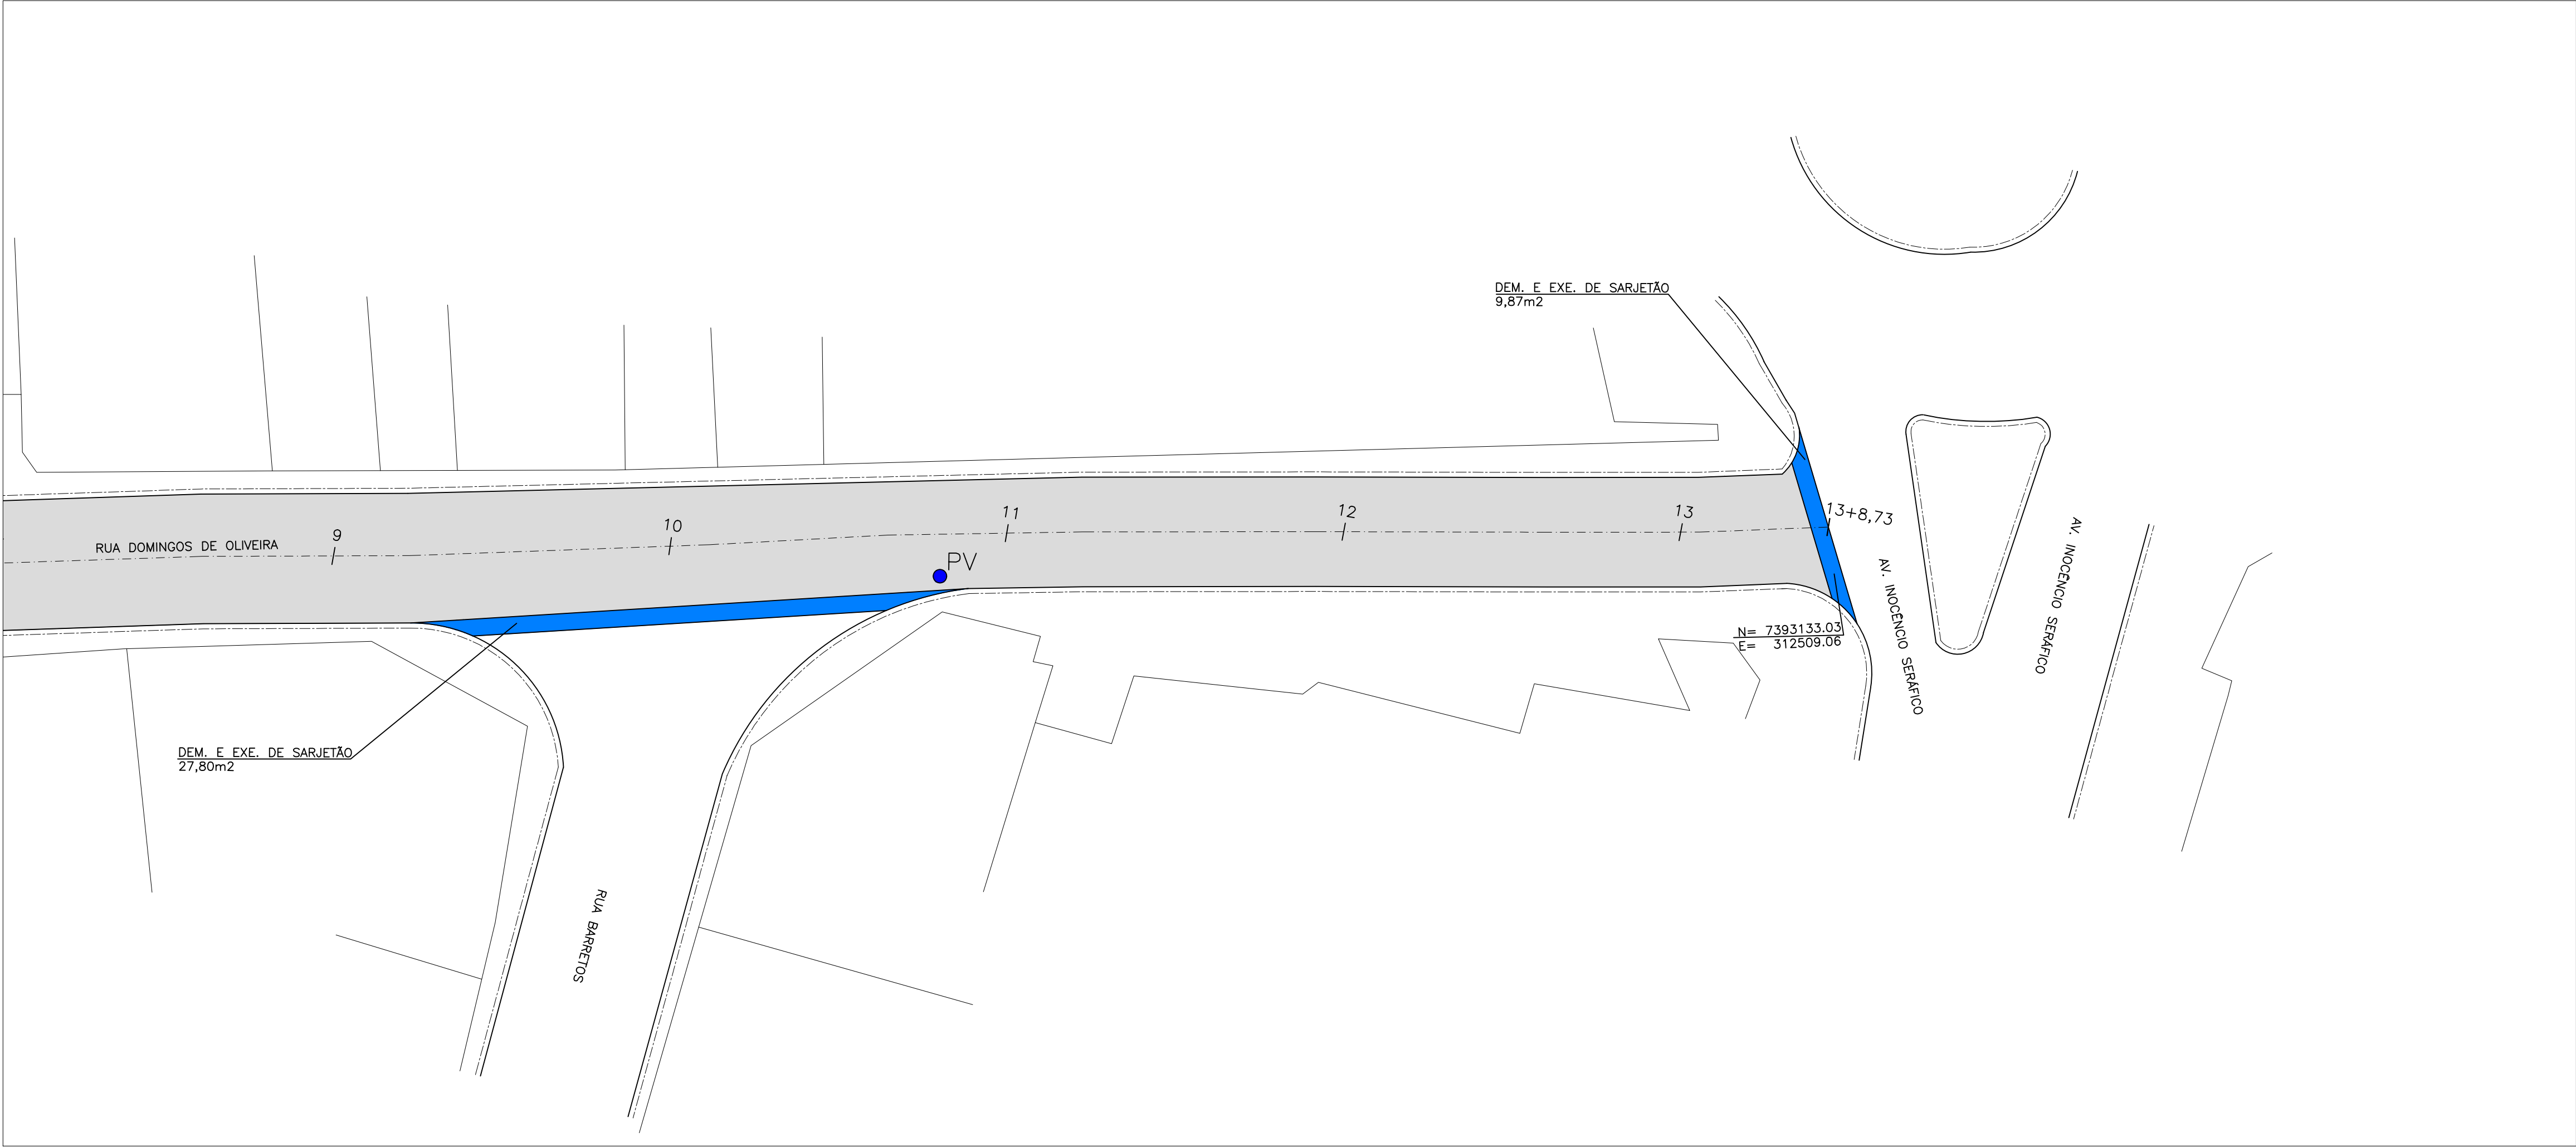 DEM. E EXE. DE SARJETÃO
9,87m2
RUA DOMINGOS DE OLIVEIRA
9
10
11
12
13
13+8,73
PV
AV. INOCÊNCIO SERÁFICO
AV. INOCÊNCIO SERÁFICO
N= 7393133.03
E= 312509.06
DEM. E EXE. DE SARJETÃO
27,80m2
RUA BARRETOS